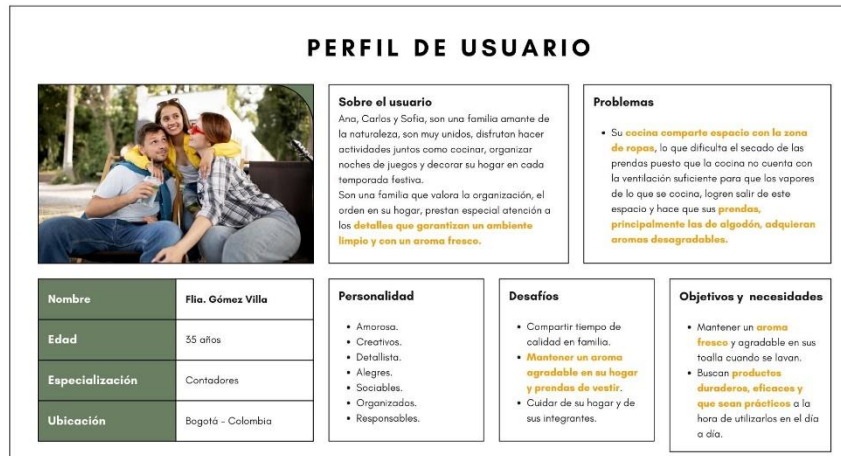 PERFIL DE USUARIO
Sobre el usuario
Ana, Carlos y Sofia, son una familia amante de
la naturaleza, son muy unidos, disfrutan hacer
actividades juntos como cocinar, organizar
noches de juegos y decorar su hogar en cada
temporada festiva.
Son una familia que valora la organización, el
orden en su hogar, prestan especial atención a
los detalles que garantizan un ambiente
limpio y con un aroma fresco.
Problemas
• Su cocina comparte espacio con la zona
de ropas, lo que dificulta el secado de las
prendas puesto que la cocina no cuenta con
la ventilación suficiente para que los vapores
de lo que se cocina, logren salir de este
espacio y hace que sus prendas,
principalmente las de algodón, adquieran
aromas desagradables.
Nombre Flia. Gómez Villa
Edad 35 años
Especialización Contadores
Ubicación Bogotá - Colombia
Personalidad
• Amorosa.
• Creativos.
• Detallista.
• Alegres.
• Sociables.
• Organizados.
• Responsables.
Desafíos
• Compartir tiempo de
calidad en familia.
• Mantener un aroma
agradable en su hogar
y prendas de vestir.
• Cuidar de su hogar y de
sus integrantes.
Objetivos y necesidades
• Mantener un aroma
fresco y agradable en sus
toalla cuando se lavan.
• Buscan productos
duraderos, eficaces y
que sean prácticos a la
hora de utilizarlos en el día
a día.